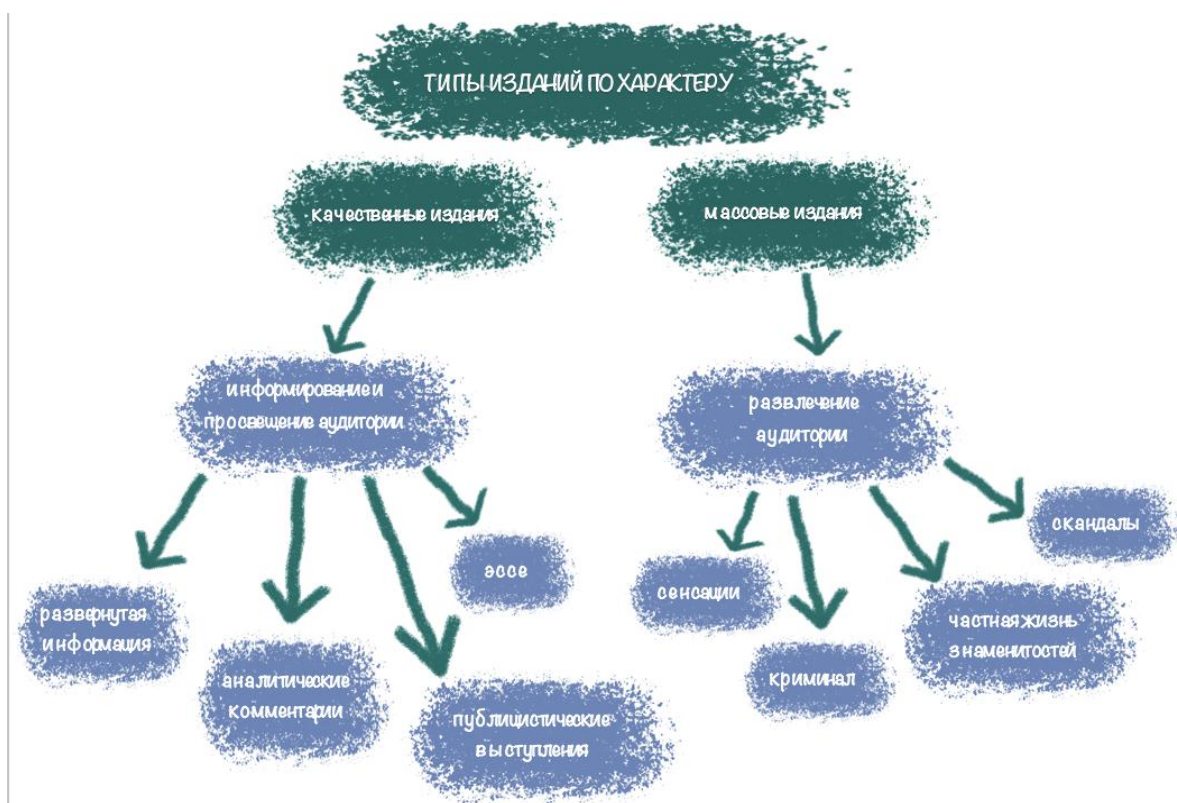 ТИПЫ ИЗДАНИЙ ПО ХАРАКТЕРУ
качественные издания
массовые издания
информирование и
просвещение аудитории
развлечение
аудитории
развернутая
информация
аналитические
комментарии
публицистические
выступления
эссе
сенсации
криминал
частная жизнь
знаменитостей
скандалы